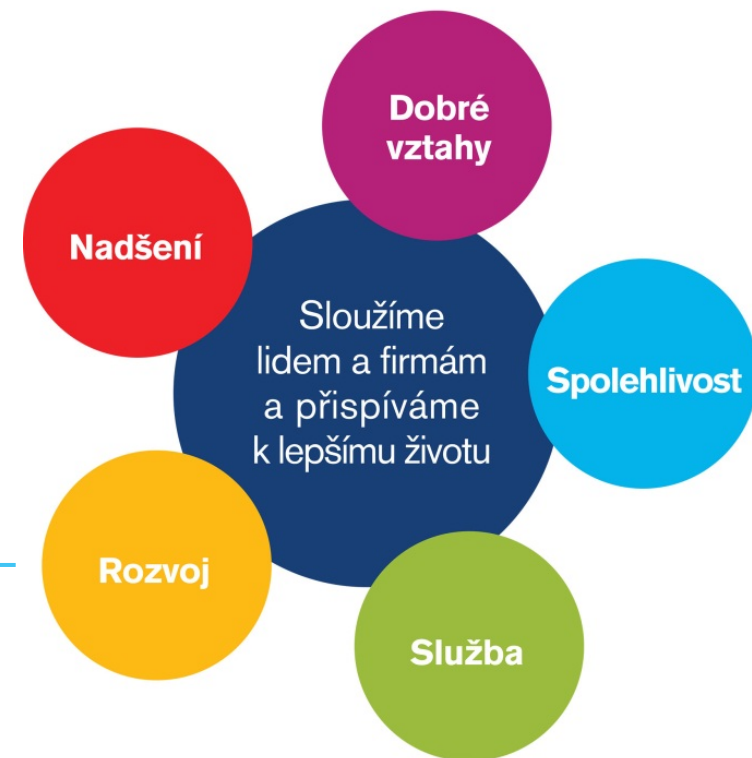 Dobré
vztahy
Nadšení
Sloužíme
lidem a firmám
a přispíváme
k lepšímu životu
Spolehlivost
Rozvoj
Služba